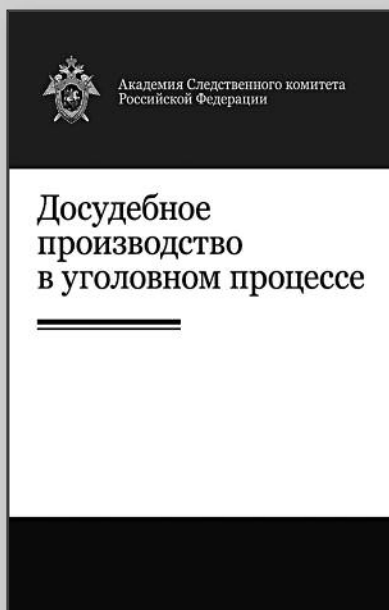 Академия Следственного комитета
Российской Федерации
Досудебное
производство
в уголовном процессе